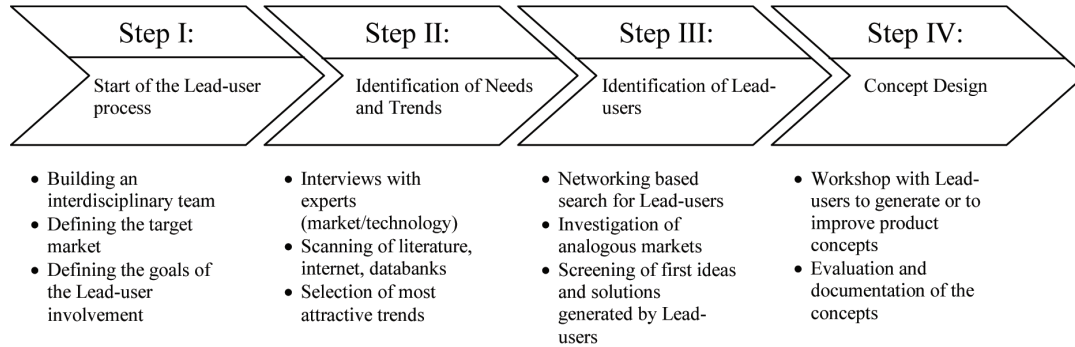 Step I:
Start of the Lead-user
process
• Building an
interdisciplinary team
• Defining the target
market
• Defining the goals of
the Lead-user
involvement
Step II:
Identification of Needs
and Trends
• Interviews with
experts
(market/technology)
• Scanning of literature,
internet, databanks
• Selection of most
attractive trends
Step III:
Identification of Lead-
users
• Networking based
search for Lead-users
• Investigation of
analogous markets
• Screening of first ideas
and solutions
generated by Lead-
users
Step IV:
Concept Design
• Workshop with Lead-
users to generate or to
improve product
concepts
• Evaluation and
documentation of the
concepts